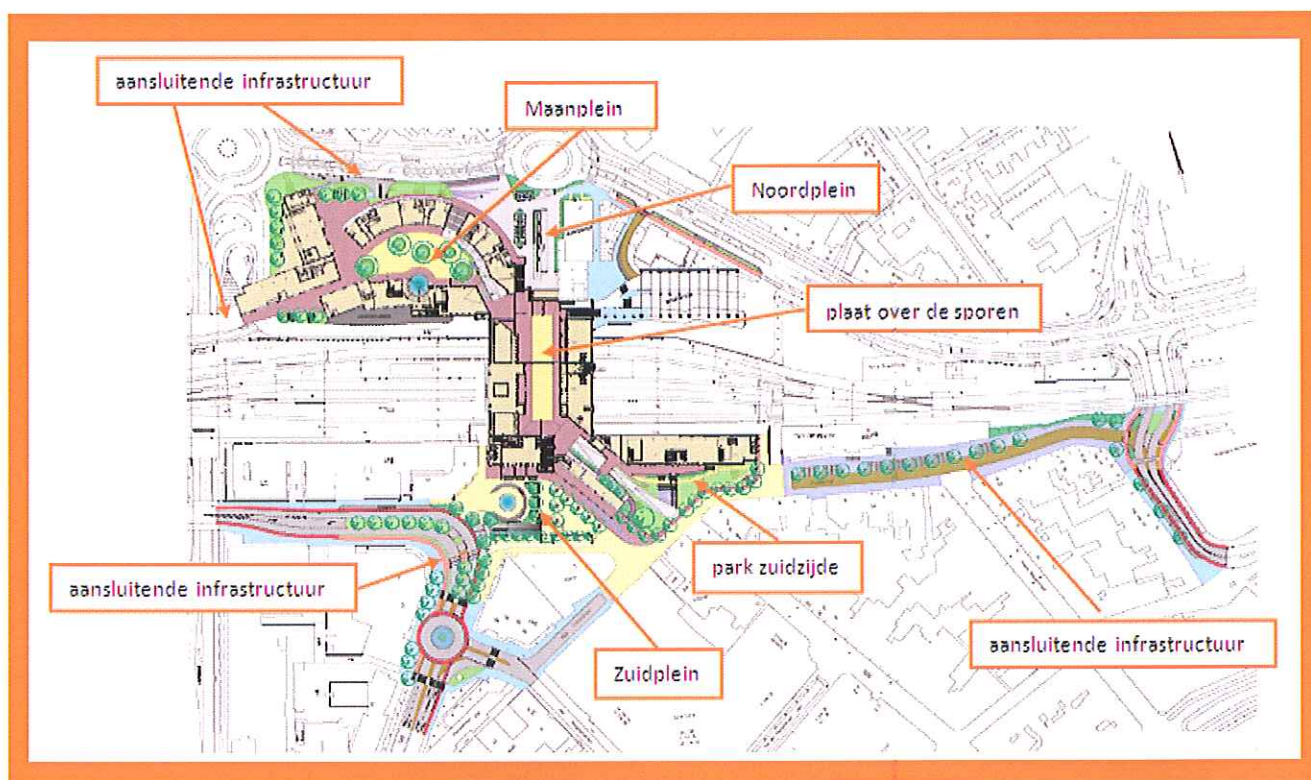 aansluitende infrastructuur
Maanplein
Noordplein
plaat over de sporen
park zuidzijde
aansluitende infrastructuur
aansluitende infrastructuur
Zuidplein